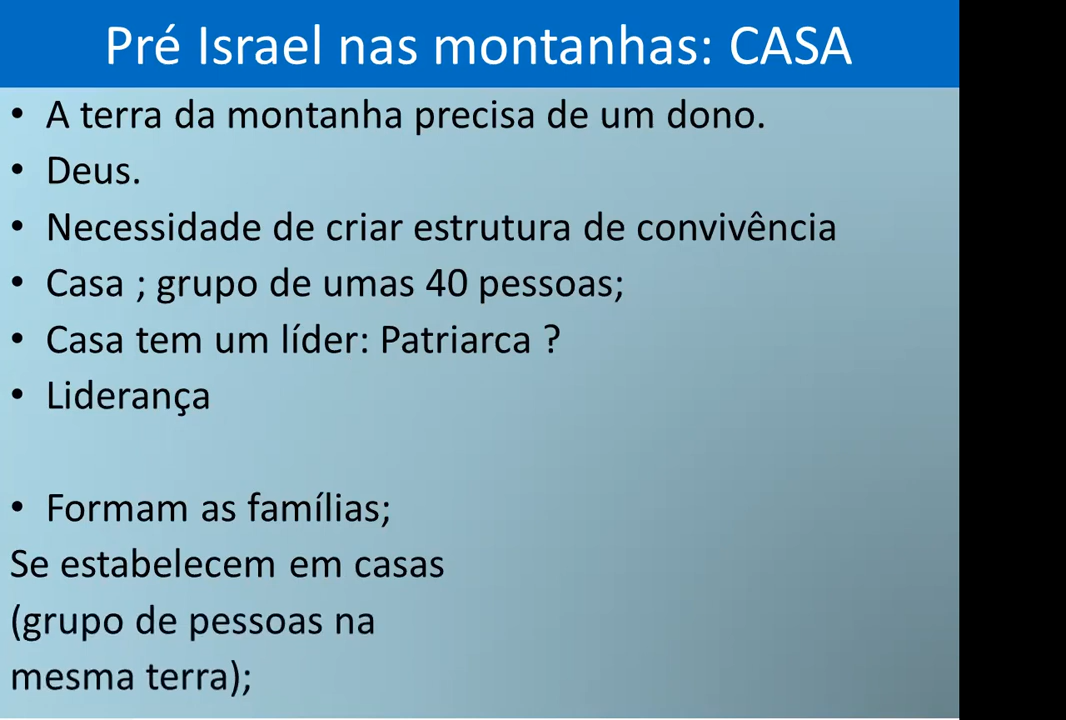 Pré Israel nas montanhas: CASA
• A terra da montanha precisa de um dono.
• Deus.
• Necessidade de criar estrutura de convivência
• Casa ; grupo de umas 40 pessoas;
• Casa tem um líder: Patriarca ?
• Liderança
• Formam as famílias;
Se estabelecem em casas
(grupo de pessoas na
mesma terra);